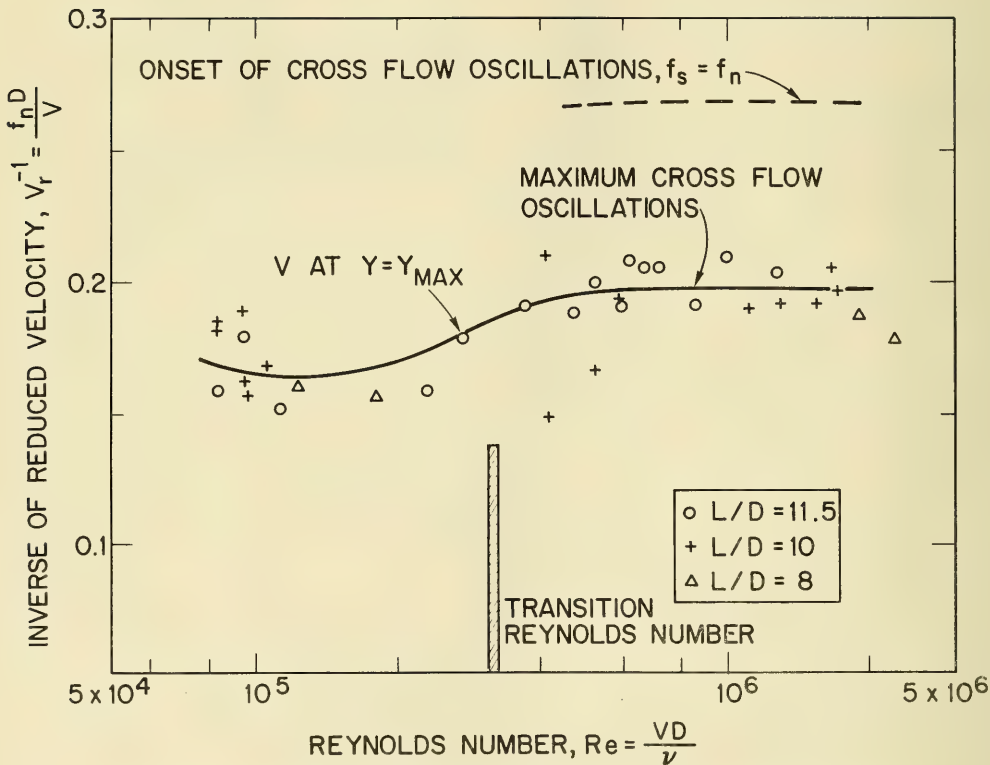 0.3
0.2
0.1
INVERSE OF REDUCED VELOCITY, V_r^-1 = f_nD/V
ONSET OF CROSS FLOW OSCILLATIONS, f_s = f_n
MAXIMUM CROSS FLOW
OSCILLATIONS
V AT Y=Y_MAX
○ L/D = 11.5
+ L/D = 10
△ L/D = 8
TRANSITION
REYNOLDS NUMBER
5 x 10^4
10^5
10^6
5 x 10^6
REYNOLDS NUMBER, Re = VD/ν